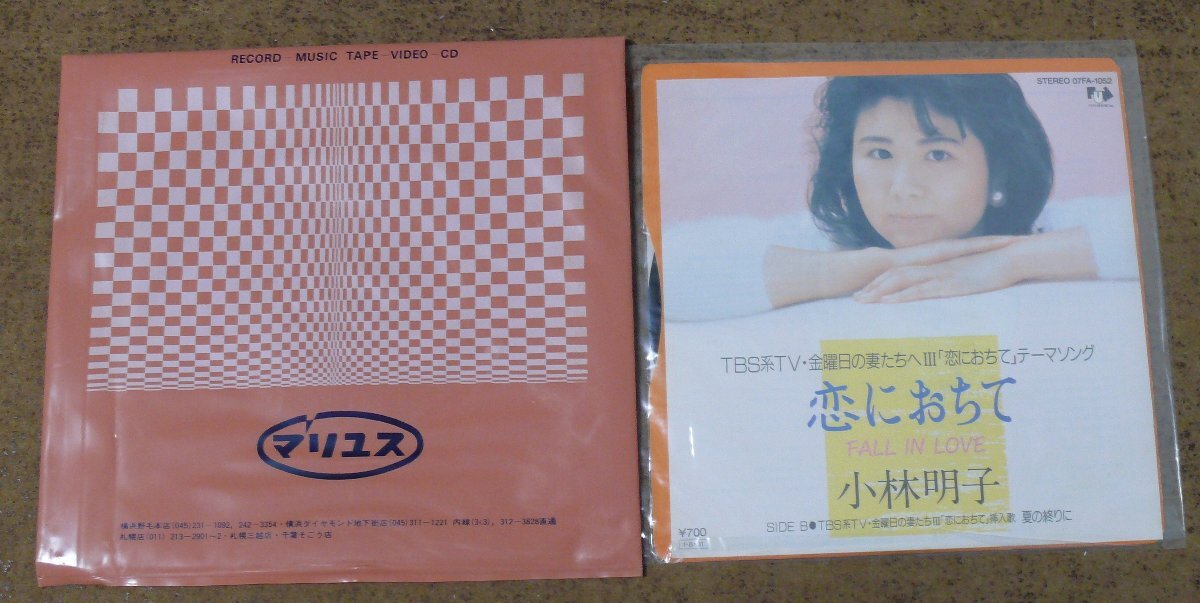 RECORD－MUSIC TAPE－VIDEO－CD
マリユス
横浜野毛本店(045)231－1092, 242－3354・横浜ダイヤモンド地下街店(045)311－1221 内線(3×3), 312－3828直通
札幌店(011) 213－2901～2・札幌三越店・千葉そごう店
STEREO 07FA-1052
TBS系TV・金曜日の妻たちへIII「恋におちて」テーマソング
恋におちて
FALL IN LOVE
小林明子
SIDE B●TBS系TV・金曜日の妻たちIII「恋におちて」挿入歌 夏の終りに
¥700